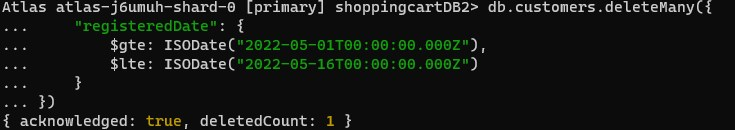 Atlas atlas-j6umuh-shard-0 [primary] shoppingcartDB2> db.customers.deleteMany({
...     "registeredDate": {
...         $gte: ISODate("2022-05-01T00:00:00.000Z"),
...         $lte: ISODate("2022-05-16T00:00:00.000Z")
...     }
... })
{ acknowledged: true, deletedCount: 1 }